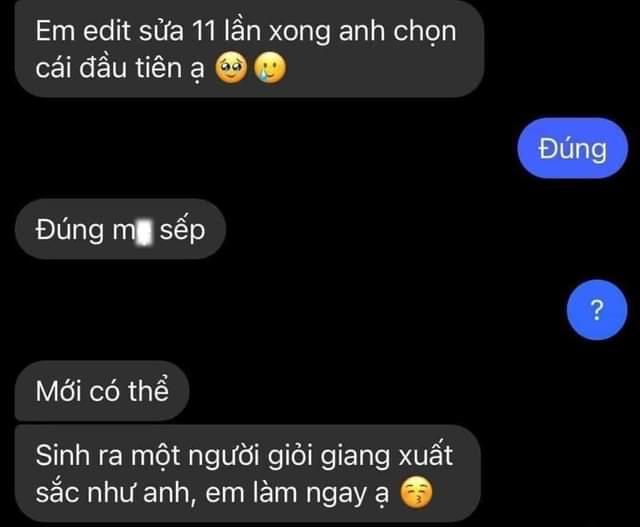 Em edit sửa 11 lần xong anh chọn
cái đầu tiên ạ 🥹🥲
Đúng
Đúng sếp
?
Mới có thể
Sinh ra một người giỏi giang xuất
sắc như anh, em làm ngay ạ 😚